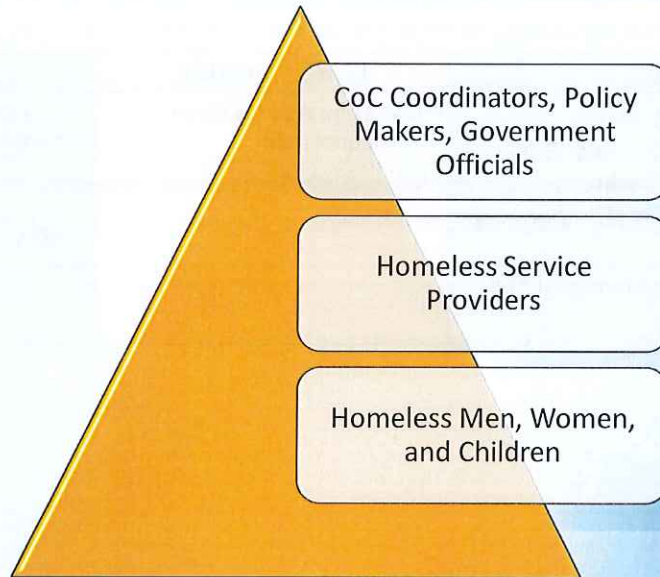 CoC Coordinators, Policy
Makers, Government
Officials
Homeless Service
Providers
Homeless Men, Women,
and Children